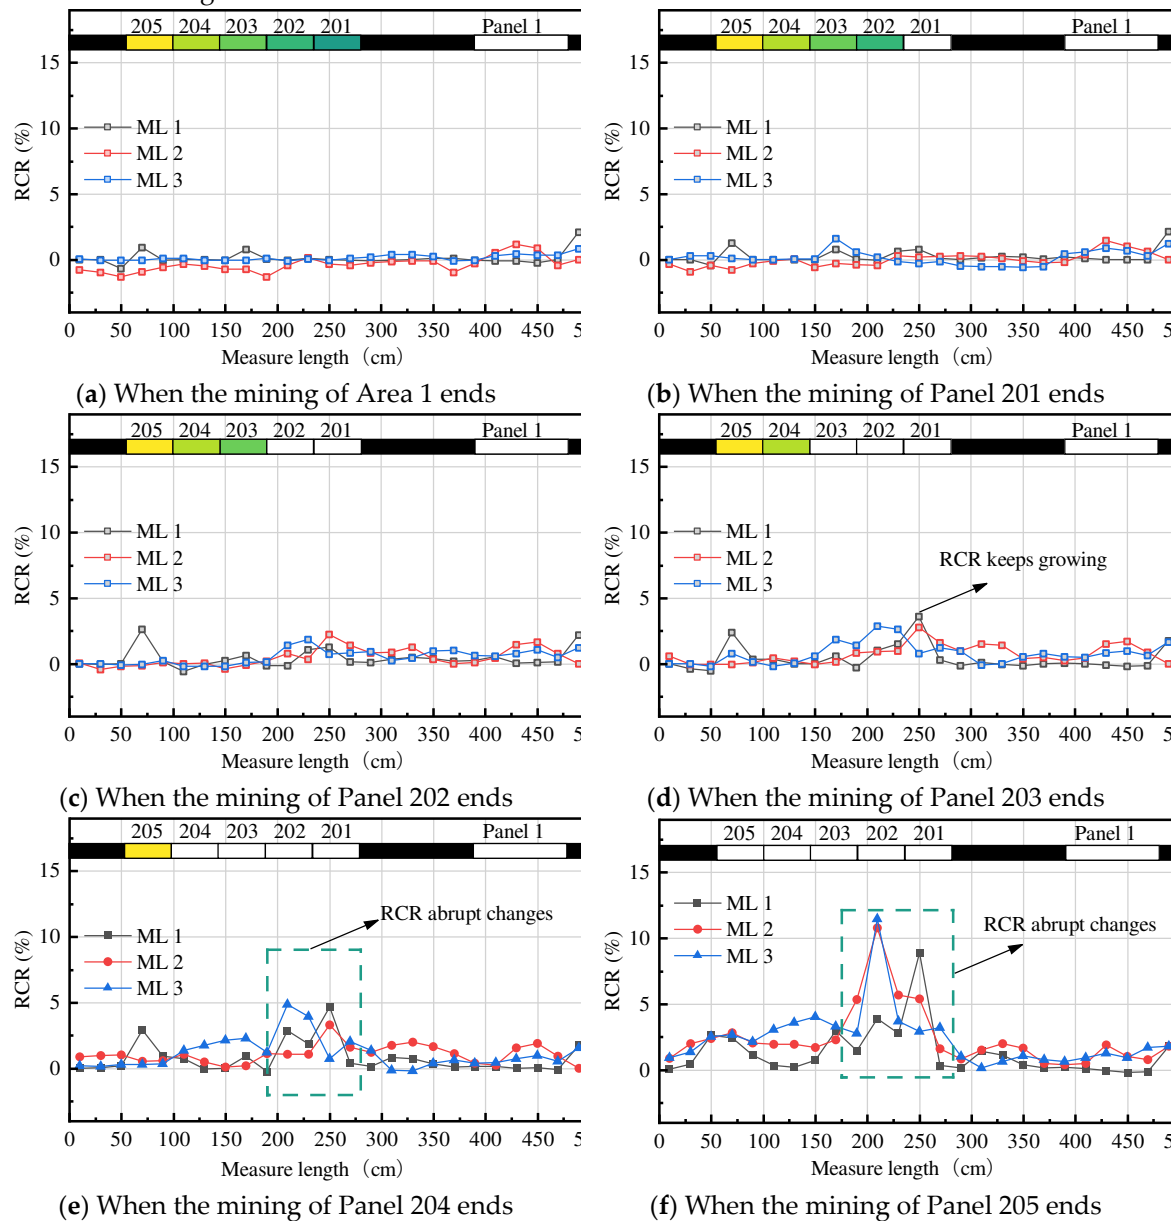 205 204 203 202 201 Panel 1
15
10
5
0
RCR (%)
ML 1
ML 2
ML 3
0 50 100 150 200 250 300 350 400 450 5
Measure length (cm)
(a) When the mining of Area 1 ends
205 204 203 202 201 Panel 1
15
10
5
0
RCR (%)
ML 1
ML 2
ML 3
0 50 100 150 200 250 300 350 400 450 5
Measure length (cm)
(b) When the mining of Panel 201 ends
205 204 203 202 201 Panel 1
15
10
5
0
RCR (%)
ML 1
ML 2
ML 3
0 50 100 150 200 250 300 350 400 450 5
Measure length (cm)
(c) When the mining of Panel 202 ends
205 204 203 202 201 Panel 1
15
10
5
0
RCR (%)
ML 1
ML 2
ML 3
RCR keeps growing
0 50 100 150 200 250 300 350 400 450 5
Measure length (cm)
(d) When the mining of Panel 203 ends
205 204 203 202 201 Panel 1
15
10
5
0
RCR (%)
ML 1
ML 2
ML 3
RCR abrupt changes
0 50 100 150 200 250 300 350 400 450 5
Measure length (cm)
(e) When the mining of Panel 204 ends
205 204 203 202 201 Panel 1
15
10
5
0
RCR (%)
ML 1
ML 2
ML 3
RCR abrupt changes
0 50 100 150 200 250 300 350 400 450 5
Measure length (cm)
(f) When the mining of Panel 205 ends